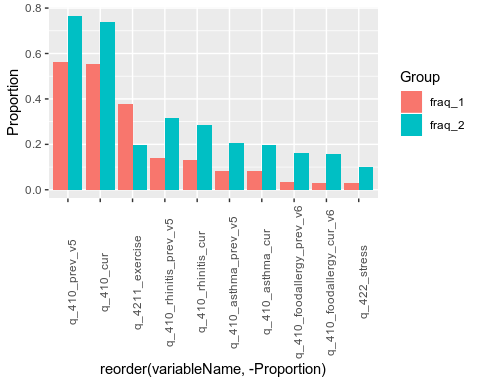 0.8
0.6
0.4
0.2
0.0
Proportion
q_410_prev_v5
q_410_cur
q_4211_exercise
q_410_rhinitis_prev_v5
q_410_rhinitis_cur
q_410_asthma_prev_v5
q_410_asthma_cur
q_410_foodallergy_prev_v6
q_410_foodallergy_cur_v6
q_422_stress
reorder(variableName, -Proportion)
Group
fraq_1
fraq_2